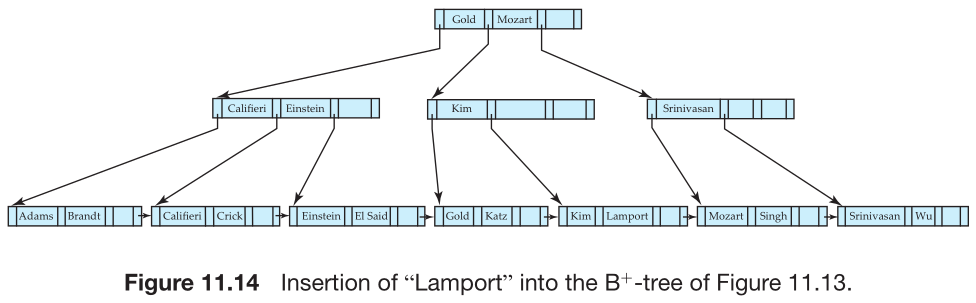 Gold Mozart
Califieri Einstein
Kim
Srinivasan
Adams Brandt
Califieri Crick
Einstein El Said
Gold Katz
Kim Lamport
Mozart Singh
Srinivasan Wu
Figure 11.14 Insertion of “Lamport” into the B+-tree of Figure 11.13.